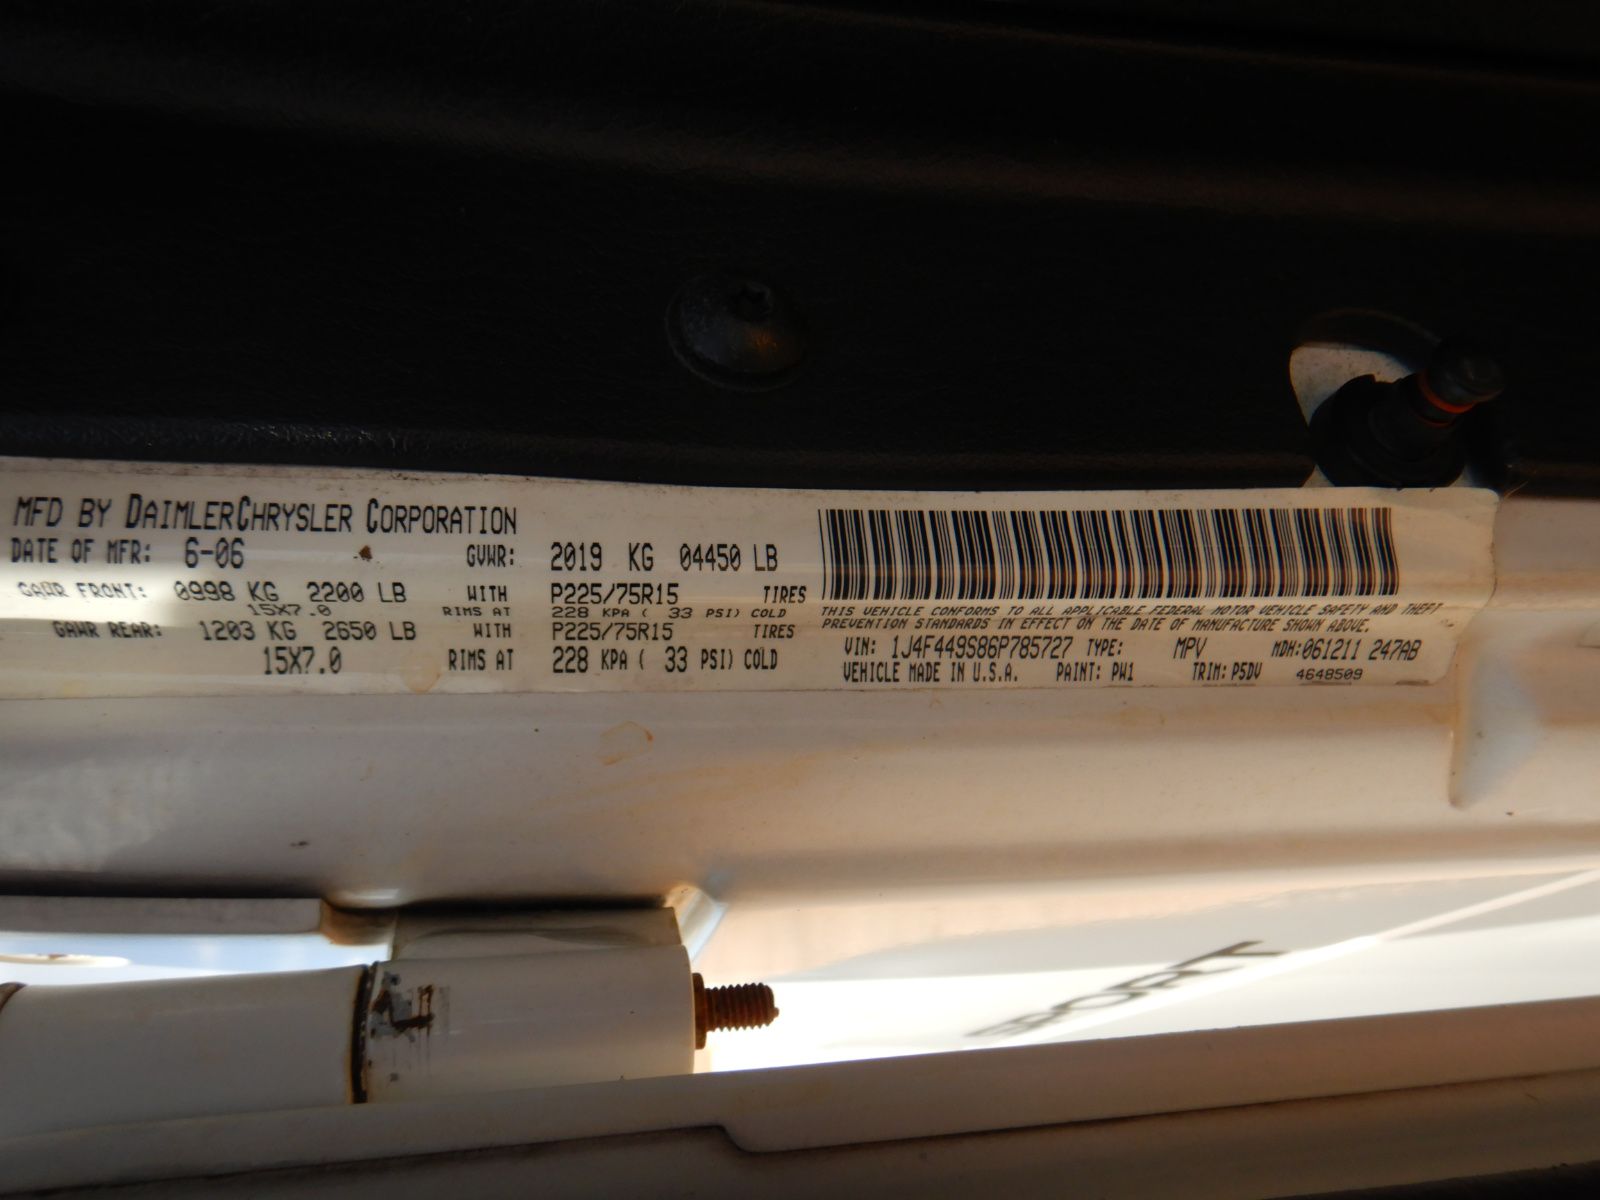 MFD BY DAIMLERCHRYSLER CORPORATION
DATE OF MFR: 6-06 GVWR: 2019 KG 04450 LB
GAWR FRONT: 0998 KG 2200 LB WITH P225/75R15 TIRES
15X7.0 RIMS AT 228 KPA ( 33 PSI) COLD
GAWR REAR: 1203 KG 2650 LB WITH P225/75R15 TIRES
15X7.0 RIMS AT 228 KPA ( 33 PSI) COLD
THIS VEHICLE CONFORMS TO ALL APPLICABLE FEDERAL MOTOR VEHICLE SAFETY AND THEFT
PREVENTION STANDARDS IN EFFECT ON THE DATE OF MANUFACTURE SHOWN ABOVE.
VIN: 1J4F449S86P785727 TYPE: MPV MDH:061211 247AB
VEHICLE MADE IN U.S.A. PAINT: PW1 TRIM: P5DV 4648509
SPORT